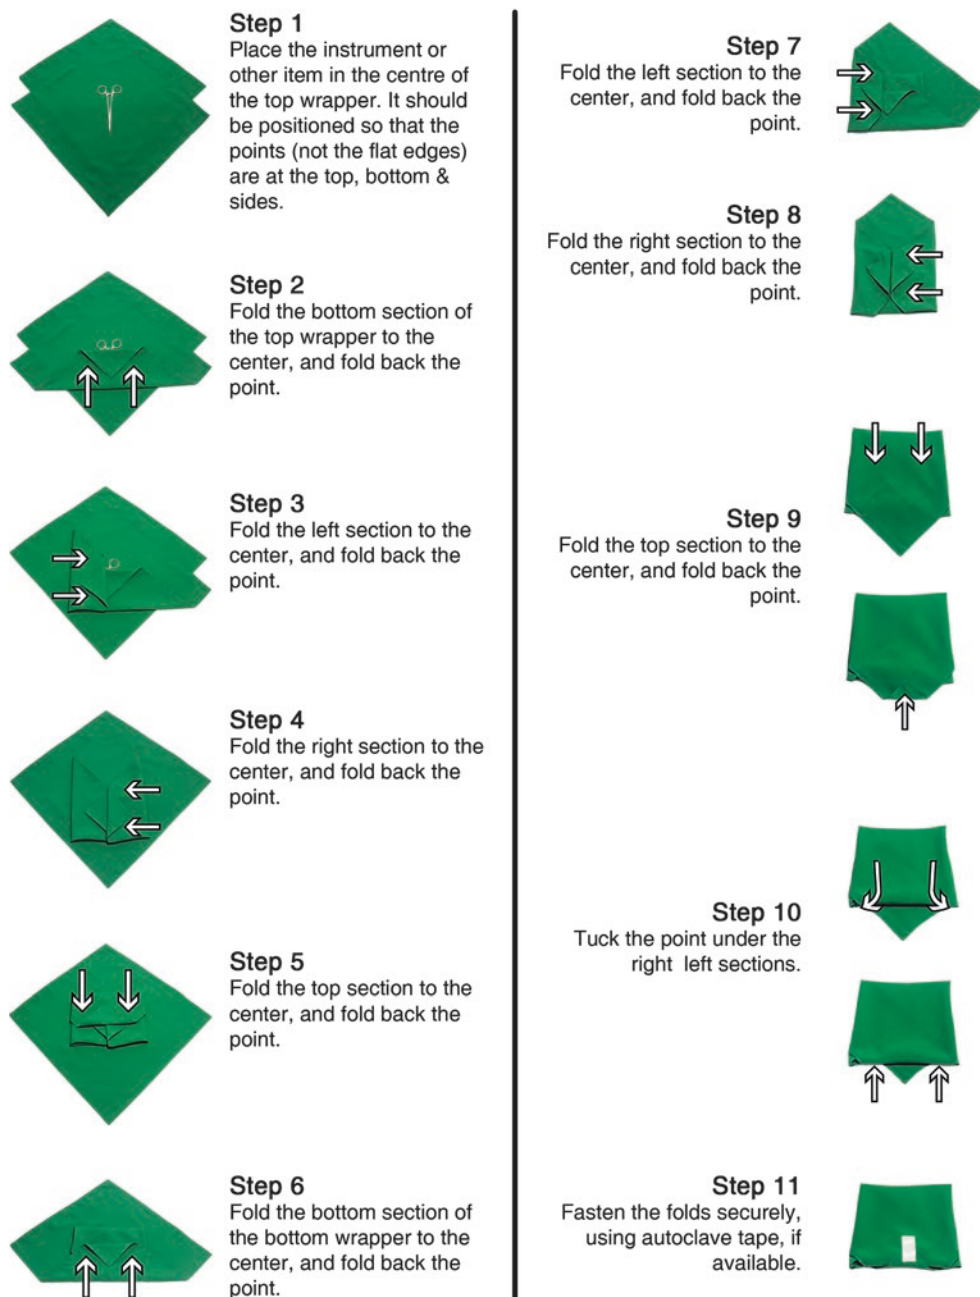 Step 1
Place the instrument or
other item in the centre of
the top wrapper. It should
be positioned so that the
points (not the flat edges)
are at the top, bottom &
sides.
Step 2
Fold the bottom section of
the top wrapper to the
center, and fold back the
point.
Step 3
Fold the left section to the
center, and fold back the
point.
Step 4
Fold the right section to the
center, and fold back the
point.
Step 5
Fold the top section to the
center, and fold back the
point.
Step 6
Fold the bottom section of
the bottom wrapper to the
center, and fold back the
point.
Step 7
Fold the left section to the
center, and fold back the
point.
Step 8
Fold the right section to the
center, and fold back the
point.
Step 9
Fold the top section to the
center, and fold back the
point.
Step 10
Tuck the point under the
right left sections.
Step 11
Fasten the folds securely,
using autoclave tape, if
available.